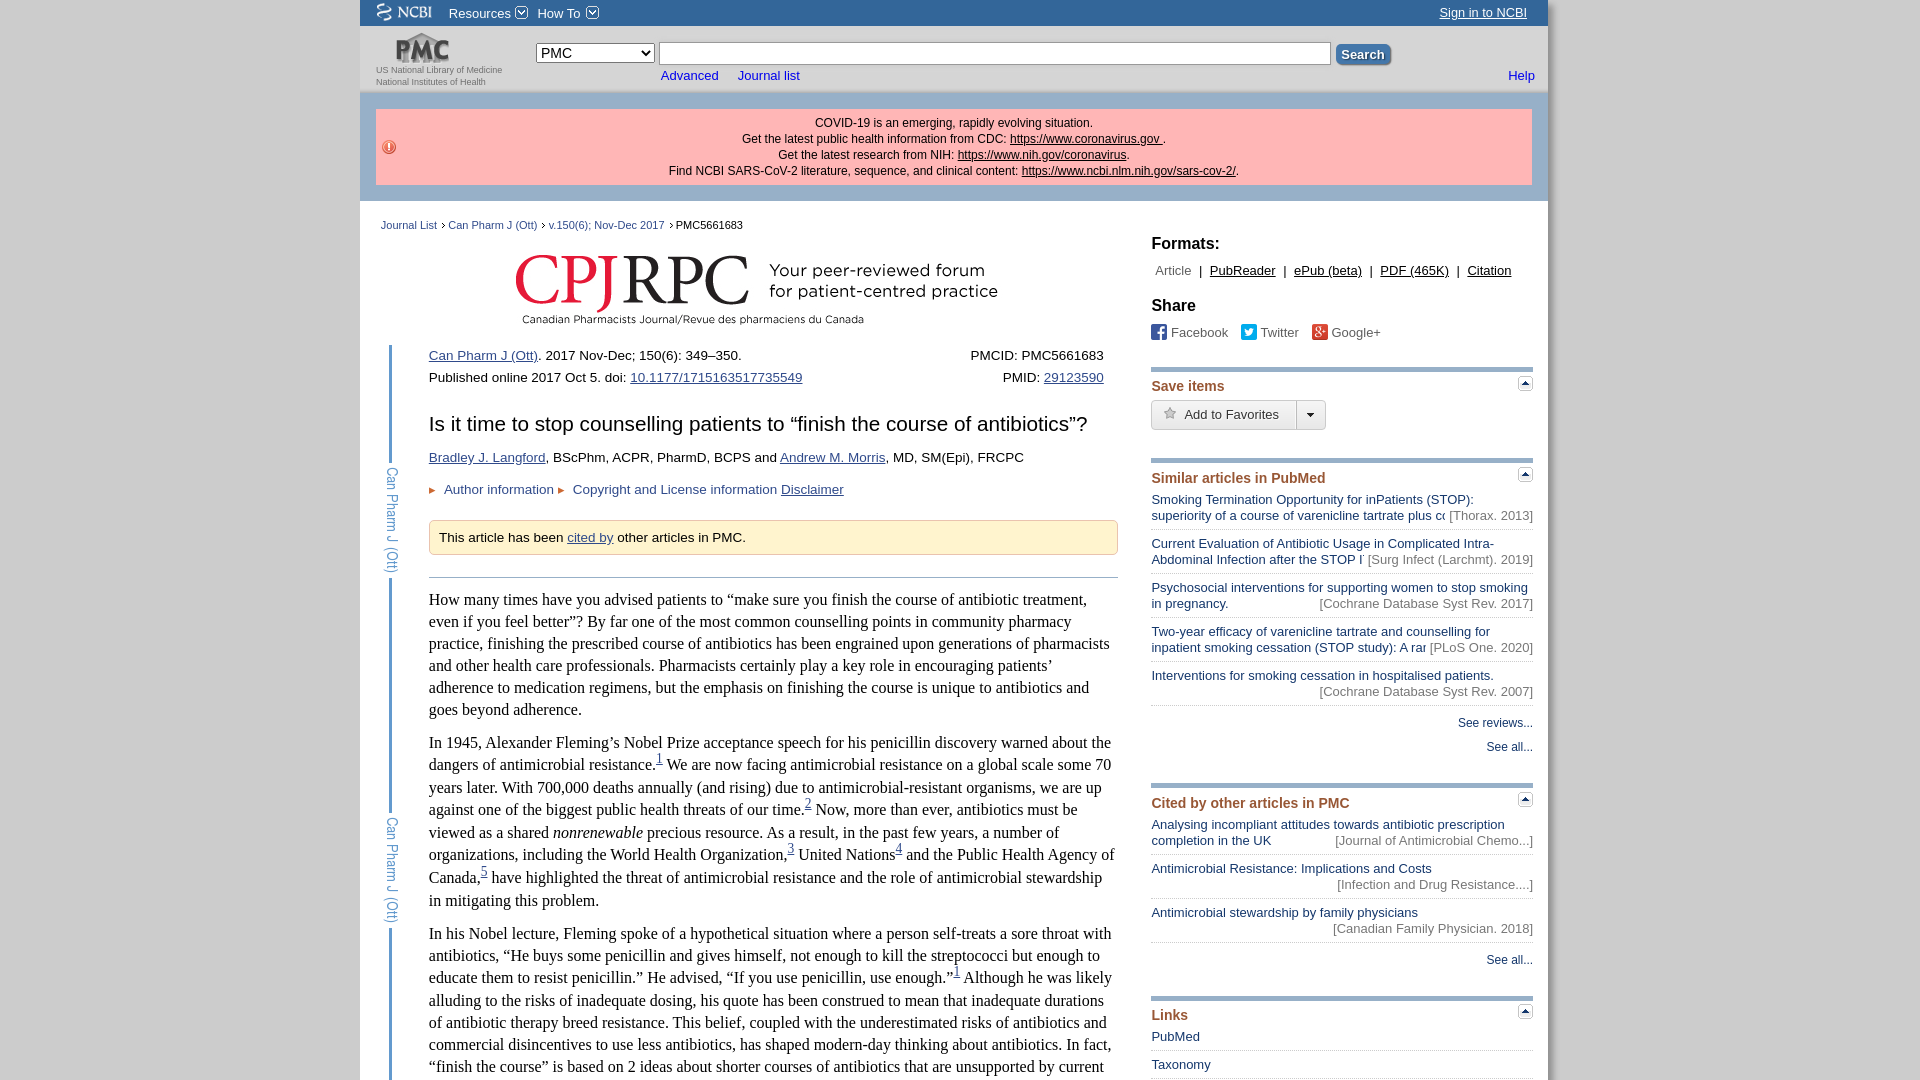 NCBI Resources How To Sign in to NCBI
PMC
US National Library of Medicine
National Institutes of Health
PMC Search
Advanced Journal list Help
COVID-19 is an emerging, rapidly evolving situation.
Get the latest public health information from CDC: https://www.coronavirus.gov .
Get the latest research from NIH: https://www.nih.gov/coronavirus.
Find NCBI SARS-CoV-2 literature, sequence, and clinical content: https://www.ncbi.nlm.nih.gov/sars-cov-2/.
Journal List > Can Pharm J (Ott) > v.150(6); Nov-Dec 2017 > PMC5661683
CPJRPC
Your peer-reviewed forum
for patient-centred practice
Canadian Pharmacists Journal/Revue des pharmaciens du Canada
Can Pharm J (Ott). 2017 Nov-Dec; 150(6): 349–350. PMCID: PMC5661683
Published online 2017 Oct 5. doi: 10.1177/1715163517735549 PMID: 29123590
Is it time to stop counselling patients to “finish the course of antibiotics”?
Bradley J. Langford, BScPhm, ACPR, PharmD, BCPS and Andrew M. Morris, MD, SM(Epi), FRCPC
► Author information ► Copyright and License information Disclaimer
This article has been cited by other articles in PMC.
How many times have you advised patients to “make sure you finish the course of antibiotic treatment,
even if you feel better”? By far one of the most common counselling points in community pharmacy
practice, finishing the prescribed course of antibiotics has been engrained upon generations of pharmacists
and other health care professionals. Pharmacists certainly play a key role in encouraging patients’
adherence to medication regimens, but the emphasis on finishing the course is unique to antibiotics and
goes beyond adherence.
In 1945, Alexander Fleming’s Nobel Prize acceptance speech for his penicillin discovery warned about the
dangers of antimicrobial resistance.1 We are now facing antimicrobial resistance on a global scale some 70
years later. With 700,000 deaths annually (and rising) due to antimicrobial-resistant organisms, we are up
against one of the biggest public health threats of our time.2 Now, more than ever, antibiotics must be
viewed as a shared nonrenewable precious resource. As a result, in the past few years, a number of
organizations, including the World Health Organization,3 United Nations4 and the Public Health Agency of
Canada,5 have highlighted the threat of antimicrobial resistance and the role of antimicrobial stewardship
in mitigating this problem.
In his Nobel lecture, Fleming spoke of a hypothetical situation where a person self-treats a sore throat with
antibiotics, “He buys some penicillin and gives himself, not enough to kill the streptococci but enough to
educate them to resist penicillin.” He advised, “If you use penicillin, use enough.”1 Although he was likely
alluding to the risks of inadequate dosing, his quote has been construed to mean that inadequate durations
of antibiotic therapy breed resistance. This belief, coupled with the underestimated risks of antibiotics and
commercial disincentives to use less antibiotics, has shaped modern-day thinking about antibiotics. In fact,
“finish the course” is based on 2 ideas about shorter courses of antibiotics that are unsupported by current
Can Pharm J (Ott)
Can Pharm J (Ott)
Formats:
Article | PubReader | ePub (beta) | PDF (465K) | Citation
Share
Facebook Twitter Google+
Save items
Add to Favorites
Similar articles in PubMed
Smoking Termination Opportunity for inPatients (STOP):
superiority of a course of varenicline tartrate plus [Thorax. 2013]
Current Evaluation of Antibiotic Usage in Complicated Intra-
Abdominal Infection after the STOP [Surg Infect (Larchmt). 2019]
Psychosocial interventions for supporting women to stop smoking
in pregnancy. [Cochrane Database Syst Rev. 2017]
Two-year efficacy of varenicline tartrate and counselling for
inpatient smoking cessation (STOP study): A [PLoS One. 2020]
Interventions for smoking cessation in hospitalised patients.
[Cochrane Database Syst Rev. 2007]
See reviews...
See all...
Cited by other articles in PMC
Analysing incompliant attitudes towards antibiotic prescription
completion in the UK [Journal of Antimicrobial Chemo...]
Antimicrobial Resistance: Implications and Costs
[Infection and Drug Resistance....]
Antimicrobial stewardship by family physicians
[Canadian Family Physician. 2018]
See all...
Links
PubMed
Taxonomy